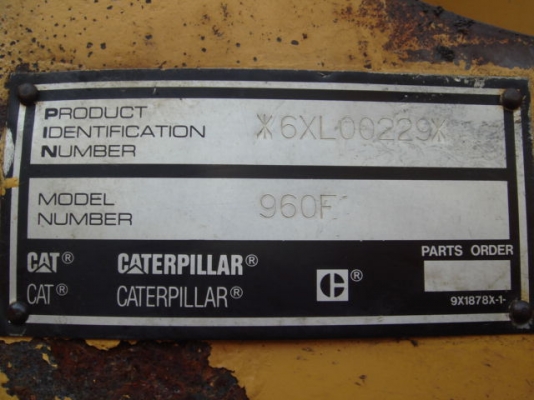 PRODUCT
IDENTIFICATION
NUMBER
*6XL00229*
MODEL
NUMBER
960F
CAT® CATERPILLAR®
CAT® CATERPILLAR®
C®
PARTS ORDER
9X1878X-1-